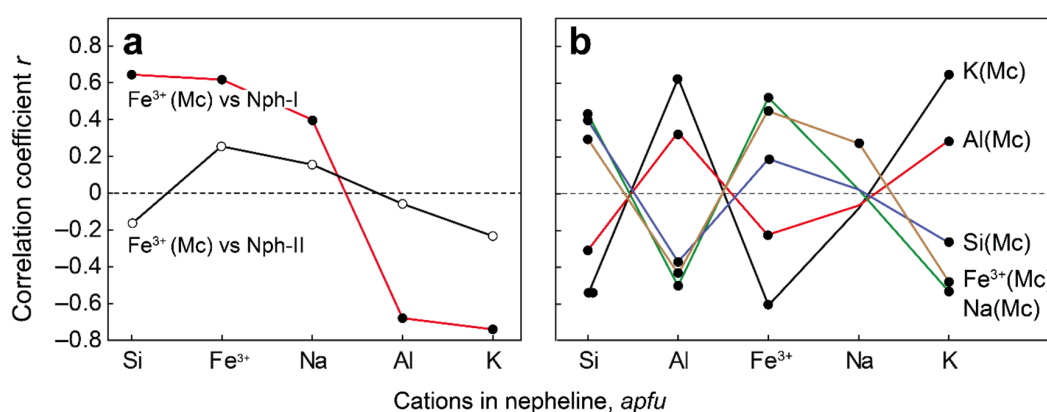 a
b
0.8
0.6
0.4
0.2
0
–0.2
–0.4
–0.6
–0.8
Correlation coefficient r
Fe³⁺ (Mc) vs Nph-I
Fe³⁺ (Mc) vs Nph-II
K(Mc)
Al(Mc)
Si(Mc)
Fe³⁺(Mc)
Na(Mc)
Si Fe³⁺ Na Al K
Si Al Fe³⁺ Na K
Cations in nepheline, apfu